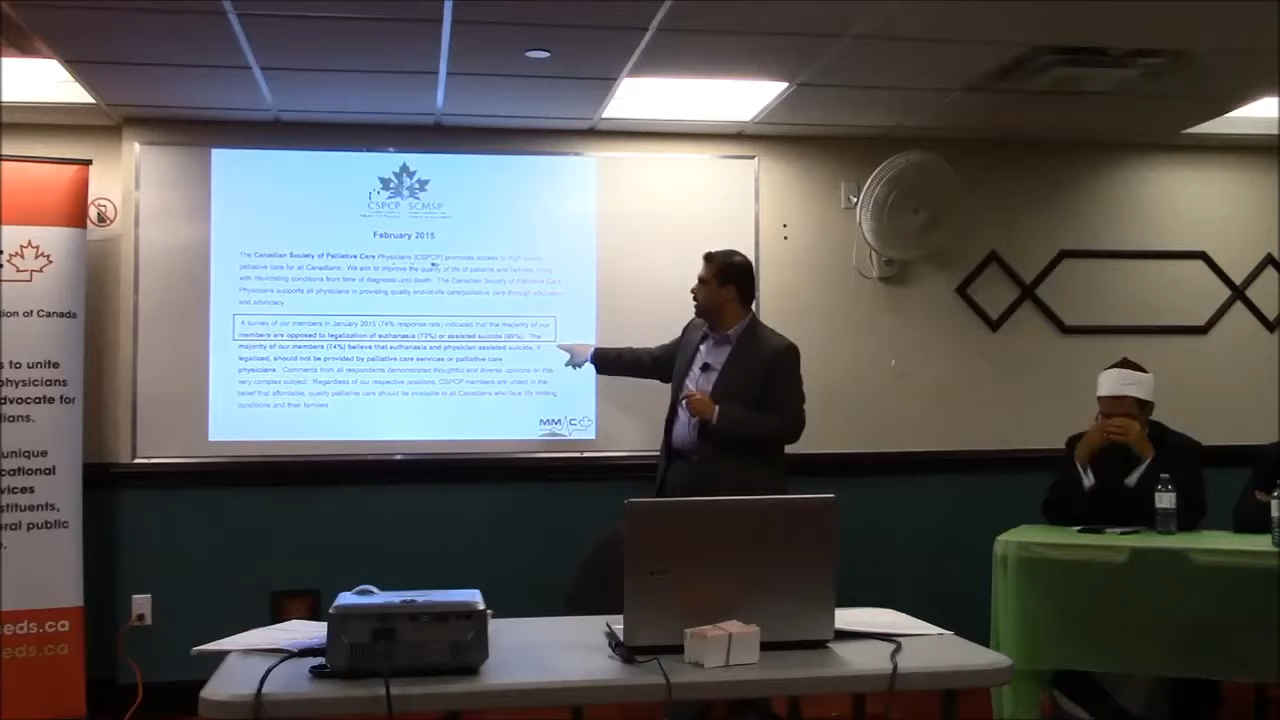 CSPCP SCMSP
February 2015
The Canadian Society of Palliative Care Physicians (CSPCP) promotes access to high quality
palliative care for all Canadians. We aim to improve the quality of life of patients and families living
with life-limiting conditions from time of diagnosis until death. The Canadian Society of Palliative Care
Physicians supports all physicians in providing quality end-of-life care/palliative care through education
and advocacy
A survey of our members in January 2015 (74% response rate) indicated that the majority of our
members are opposed to legalization of euthanasia (73%) or assisted suicide (69%). The
majority of our members (74%) believe that euthanasia and physician assisted suicide, if
legalized, should not be provided by palliative care services or palliative care
physicians. Comments from all respondents demonstrated thoughtful and diverse opinions on this
very complex subject. Regardless of our respective positions, CSPCP members are united in the
belief that affordable, quality palliative care should be available to all Canadians who face life limiting
conditions and their families
MMAC
tion of Canada
s to unite
physicians
dvocate for
lians.
unique
cational
vices
stituents,
eral public
e.
eds.ca
eds.ca